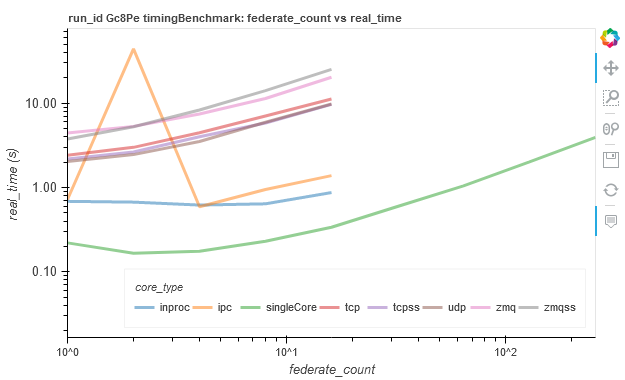 run_id Gc8Pe timingBenchmark: federate_count vs real_time
10.00
1.00
0.10
real_time (s)
core_type
inproc ipc singleCore tcp tcpss udp zmq zmqss
10^0 10^1 10^2
federate_count